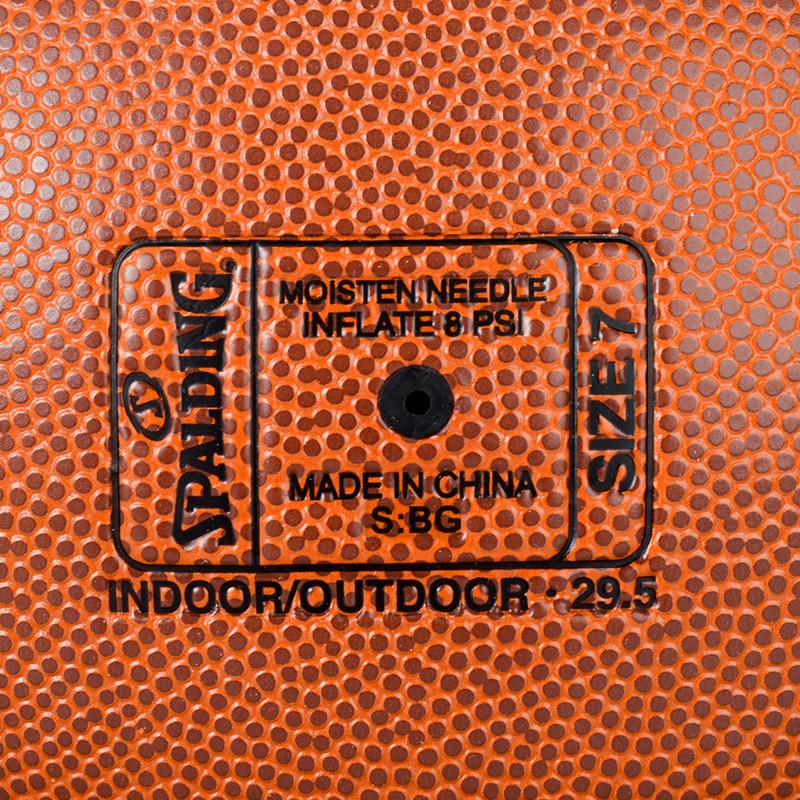 SPALDING®
MOISTEN NEEDLE
INFLATE 8 PSI
MADE IN CHINA
S:BG
SIZE 7
INDOOR/OUTDOOR · 29.5